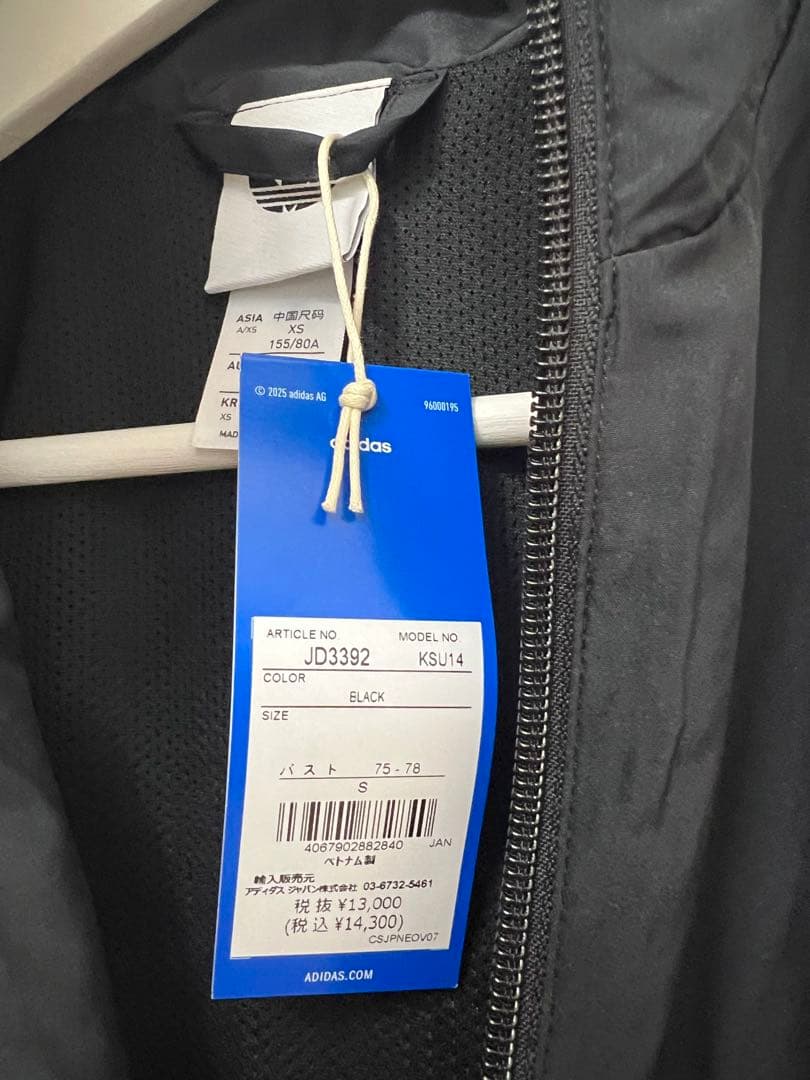 ASIA 中国尺码
A/XS XS
155/80A
KR
XS
© 2025 adidas AG
96000195
adidas
ARTICLE NO. MODEL NO.
JD3392 KSU14
COLOR
BLACK
SIZE
バスト 75-78
S
4067902882840 JAN
ベトナム製
輸入販売元
アディダス ジャパン株式会社 03-6732-5461
税抜 ¥13,000
(税込 ¥14,300)
CSJPNEOV07
ADIDAS.COM